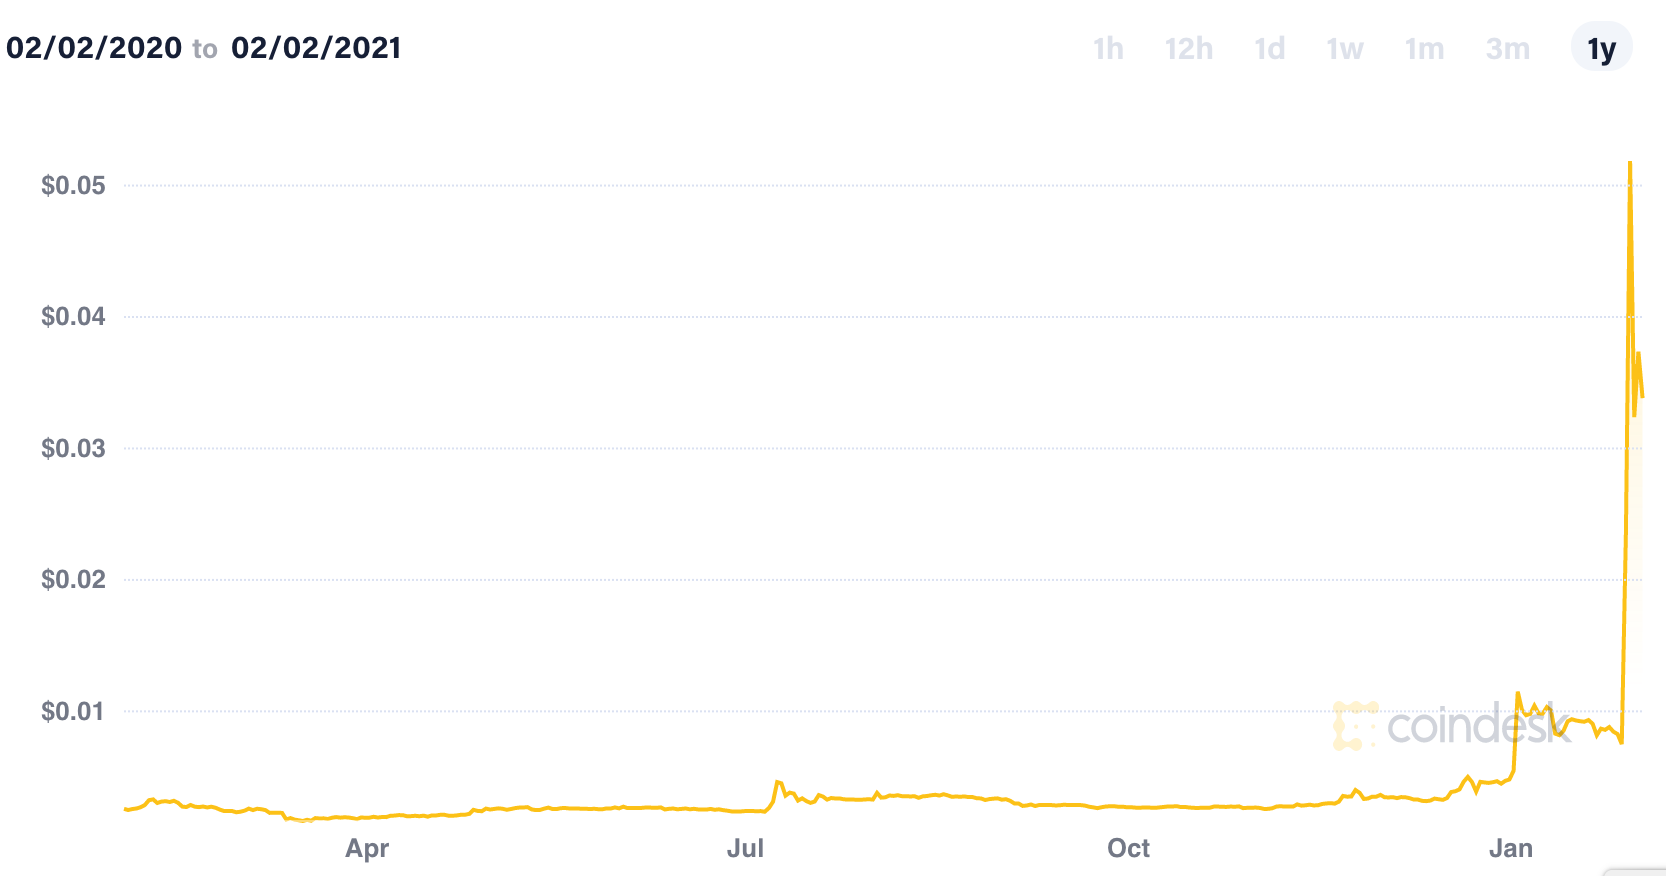 02/02/2020 to 02/02/2021
1h 12h 1d 1w 1m 3m 1y
$0.05
$0.04
$0.03
$0.02
$0.01
coindesk
Apr Jul Oct Jan